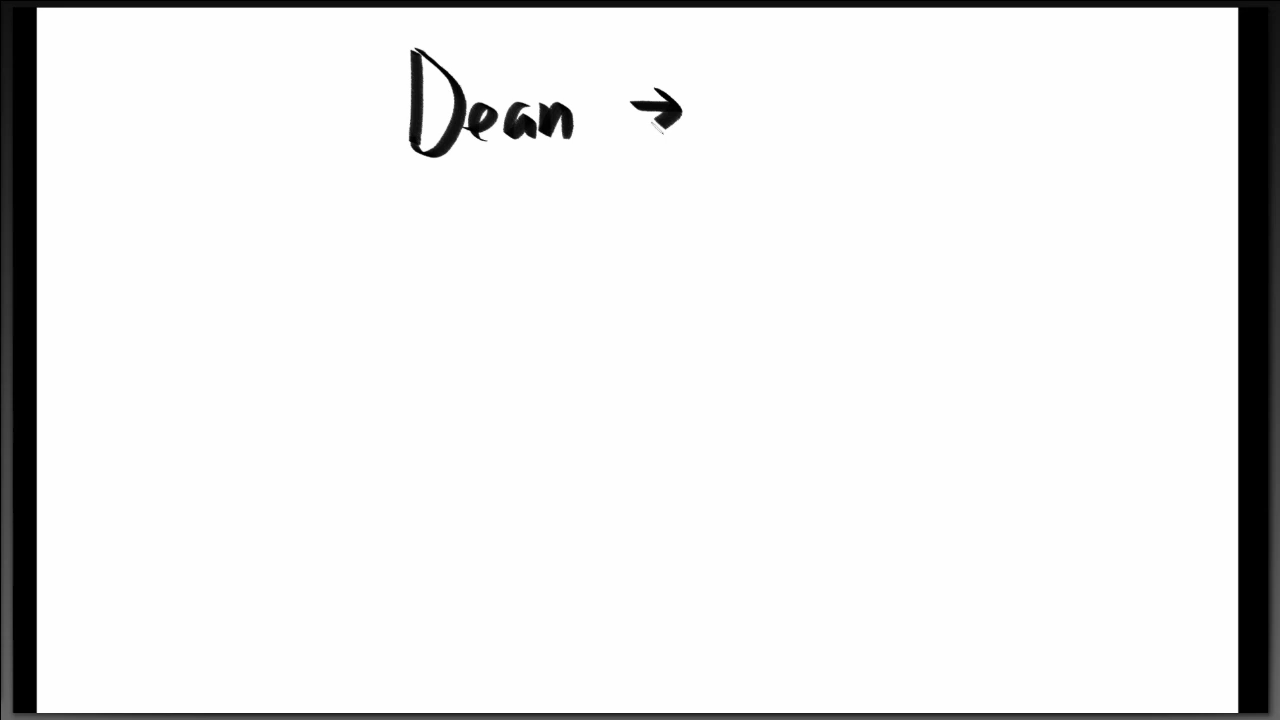 Dean →